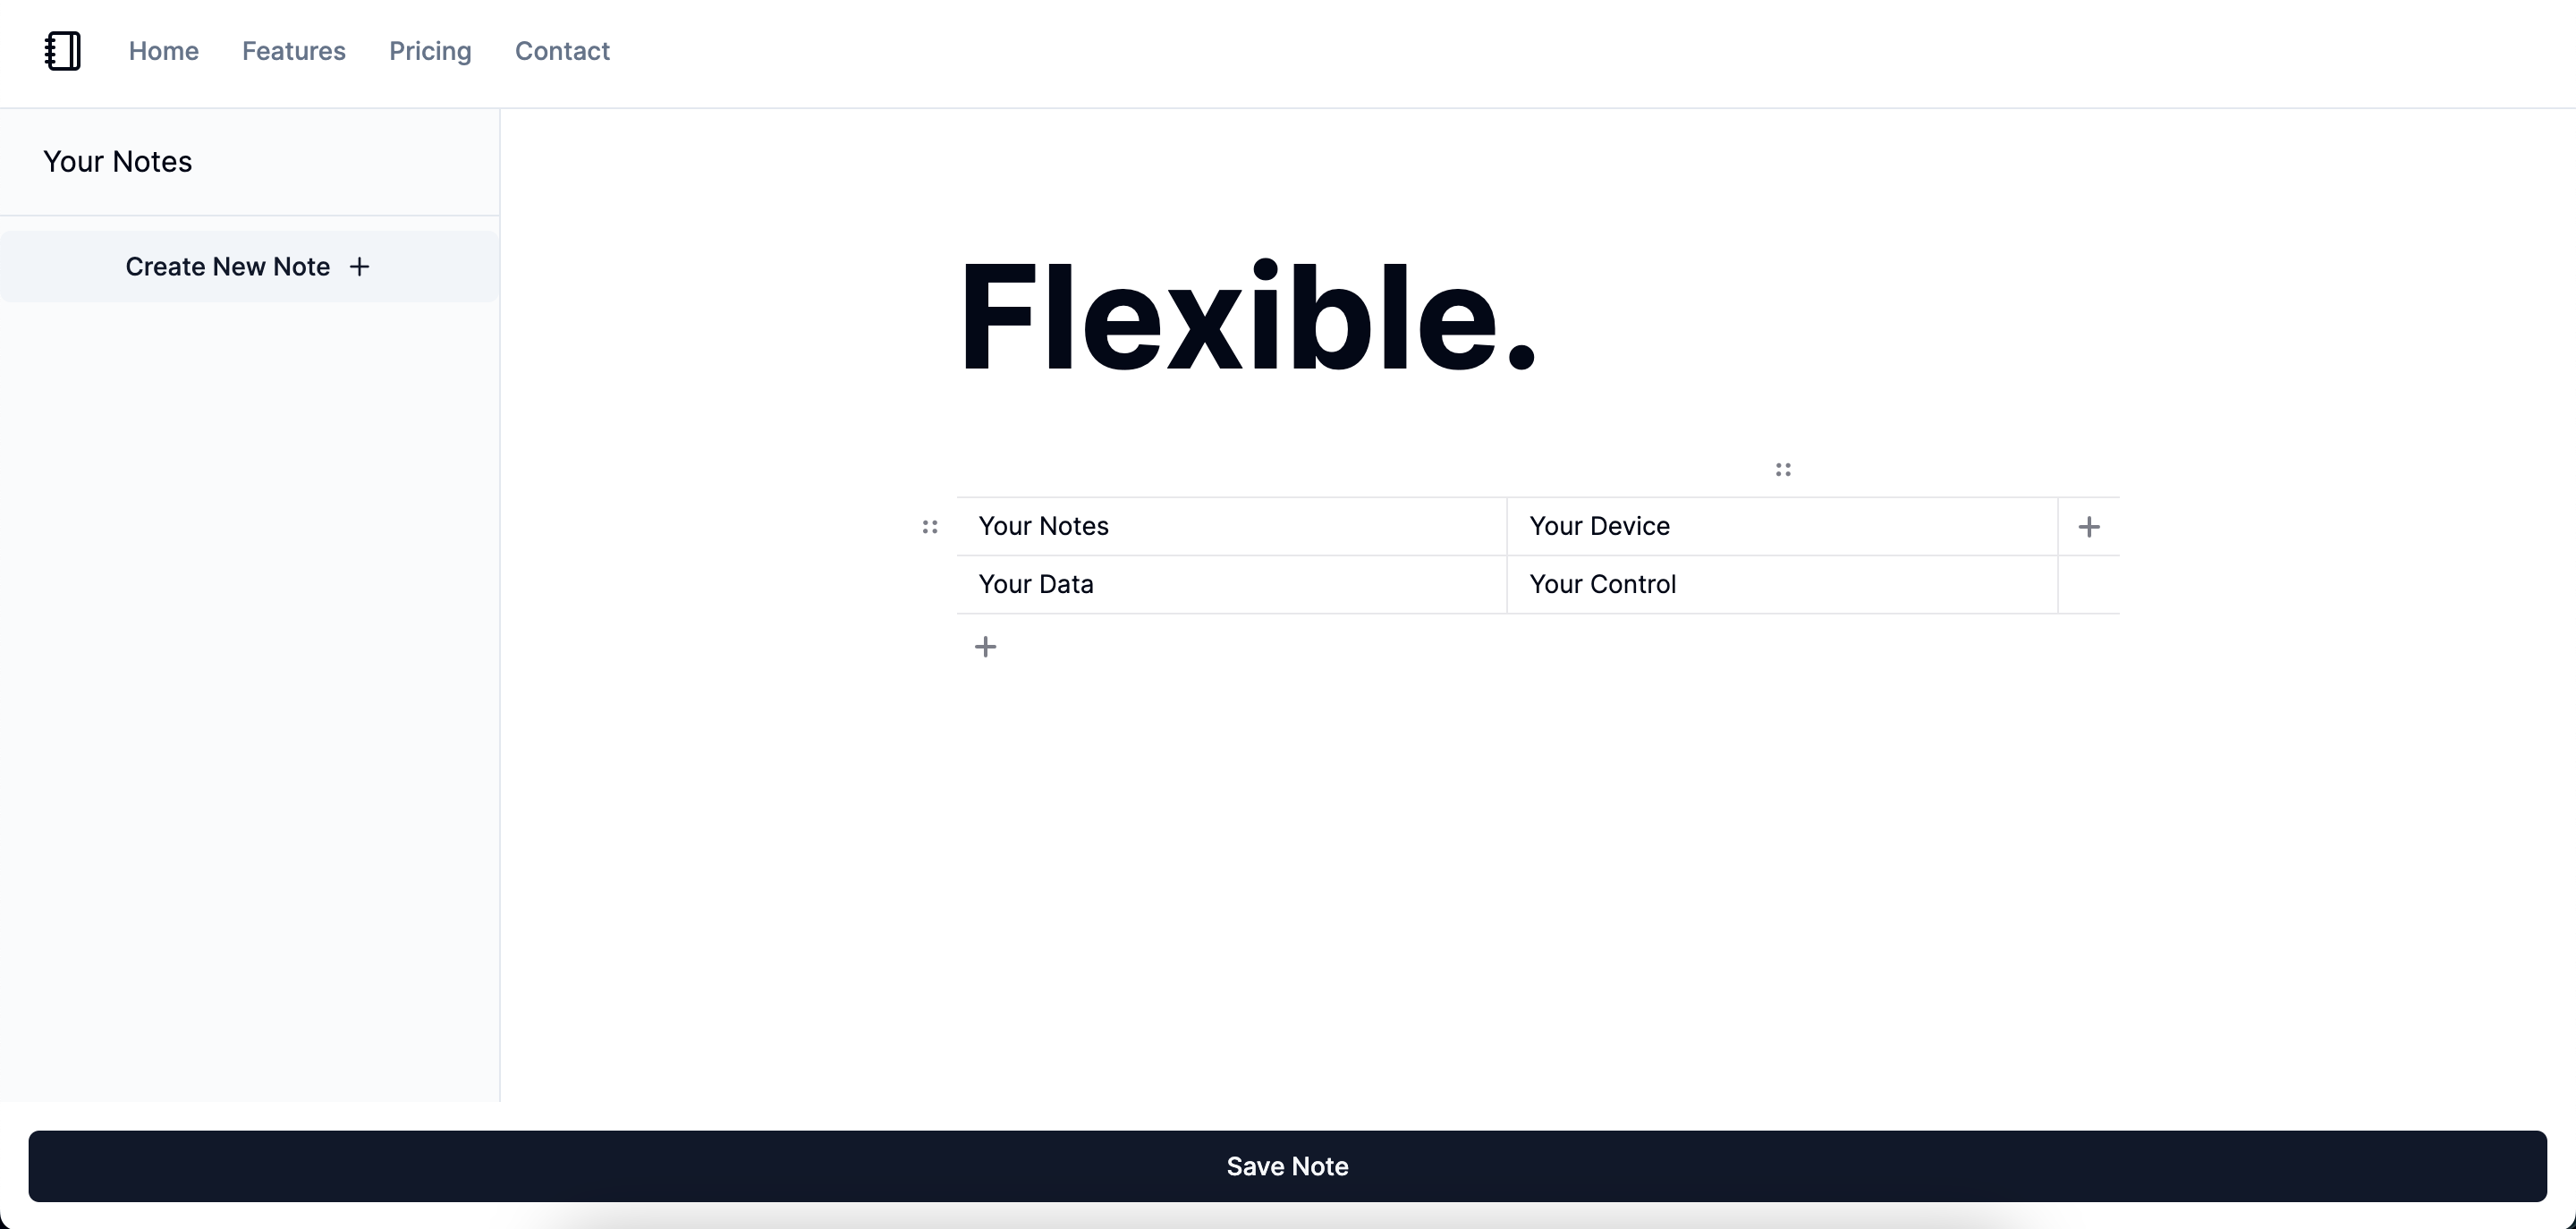 Home Features Pricing Contact
Your Notes
Create New Note +
Flexible.
Your Notes Your Device +
Your Data Your Control
+
Save Note